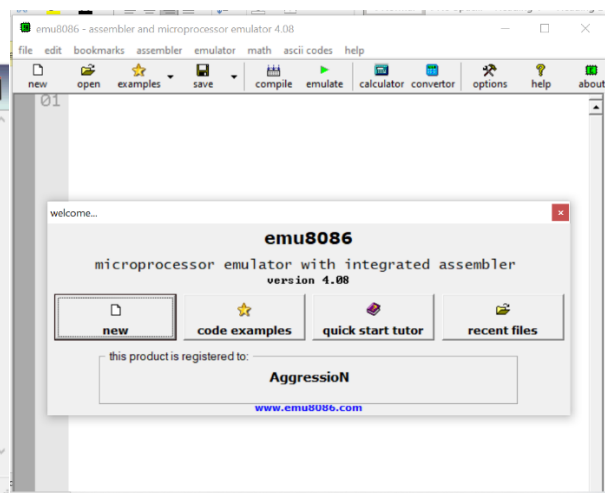 emu8086 - assembler and microprocessor emulator 4.08
file edit bookmarks assembler emulator math ascii codes help
new open examples save compile emulate calculator convertor options help about
01
welcome...
emu8086
microprocessor emulator with integrated assembler
version 4.08
new code examples quick start tutor recent files
this product is registered to:
AggressioN
www.emu8086.com